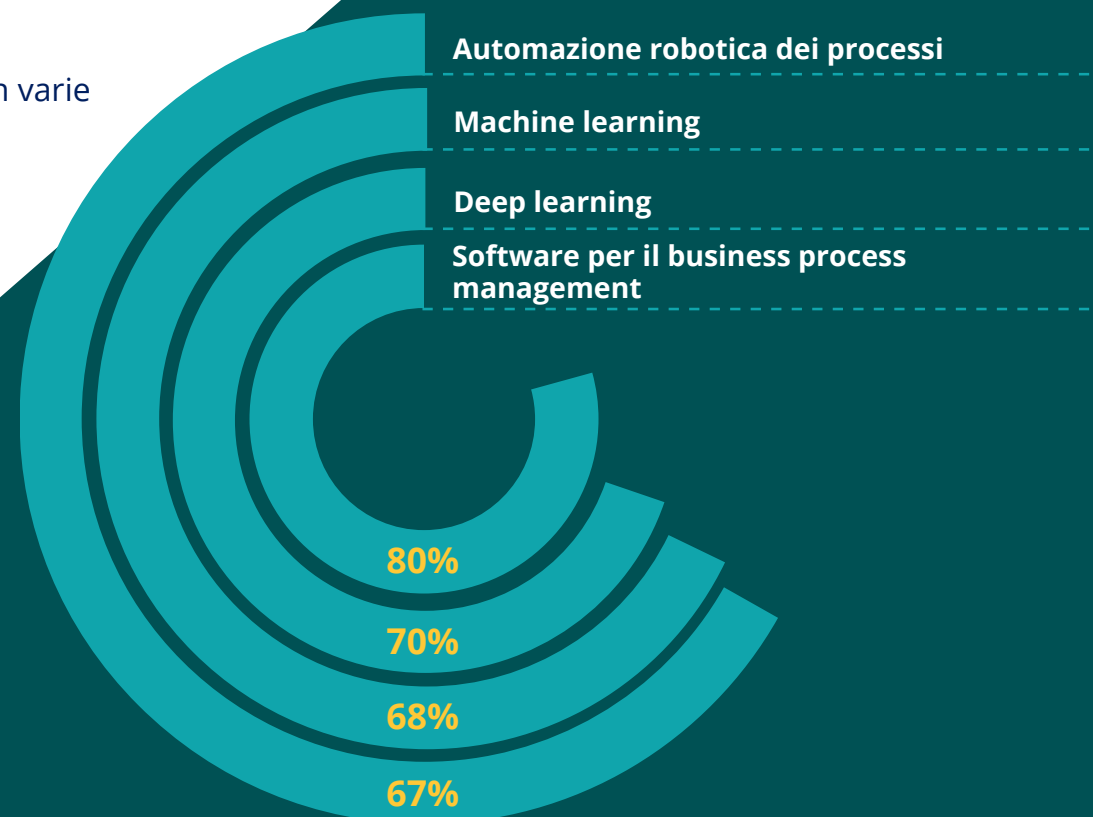 varie
Automazione robotica dei processi
Machine learning
Deep learning
Software per il business process
management
80%
70%
68%
67%